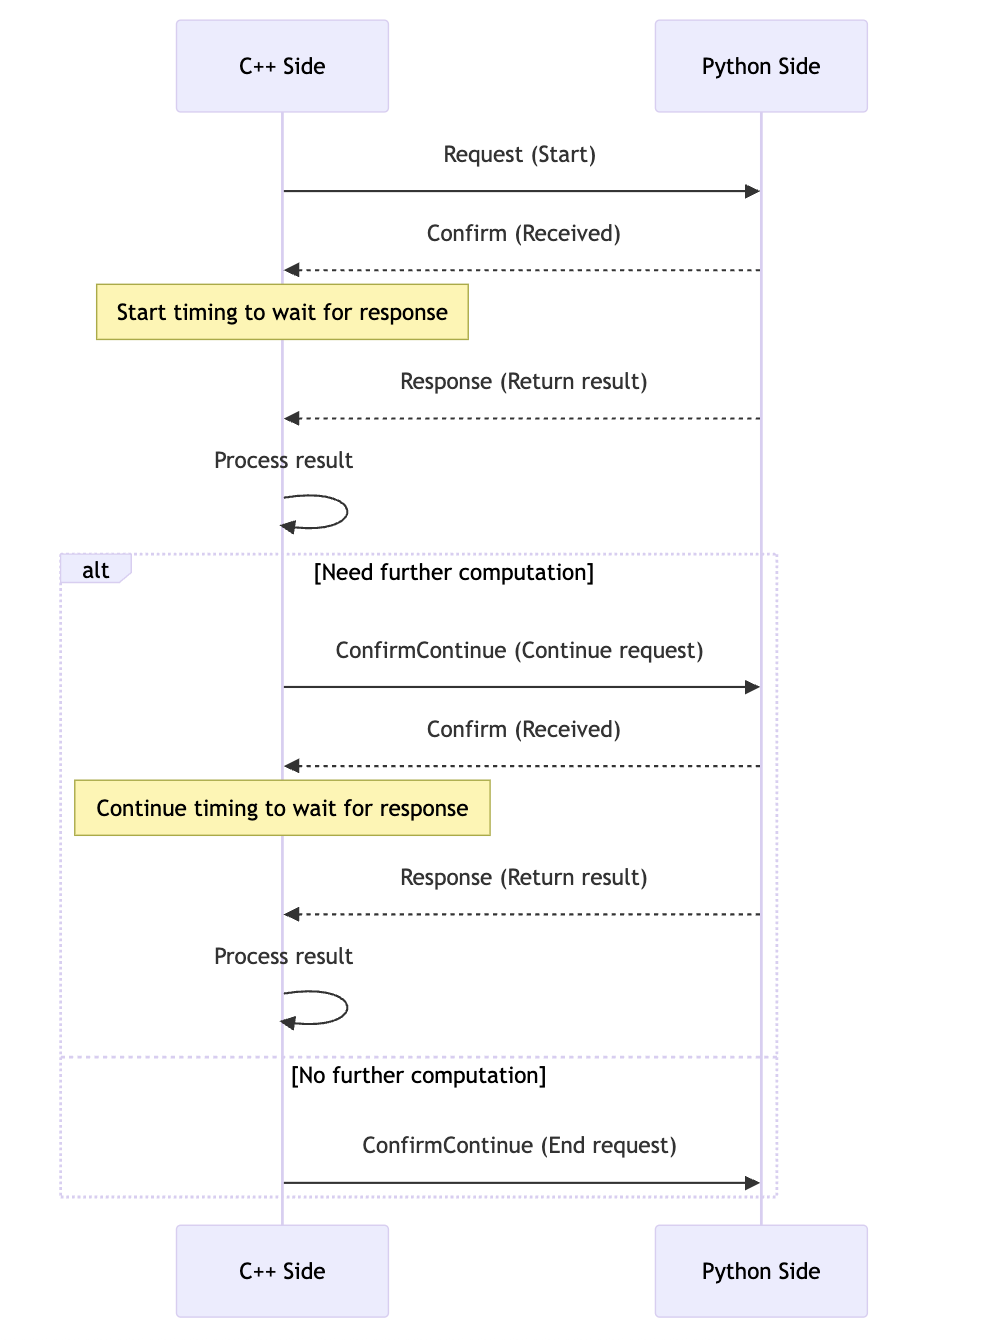 C++ Side
Python Side
Request (Start)
Confirm (Received)
Start timing to wait for response
Response (Return result)
Process result
alt
[Need further computation]
ConfirmContinue (Continue request)
Confirm (Received)
Continue timing to wait for response
Response (Return result)
Process result
[No further computation]
ConfirmContinue (End request)
C++ Side
Python Side